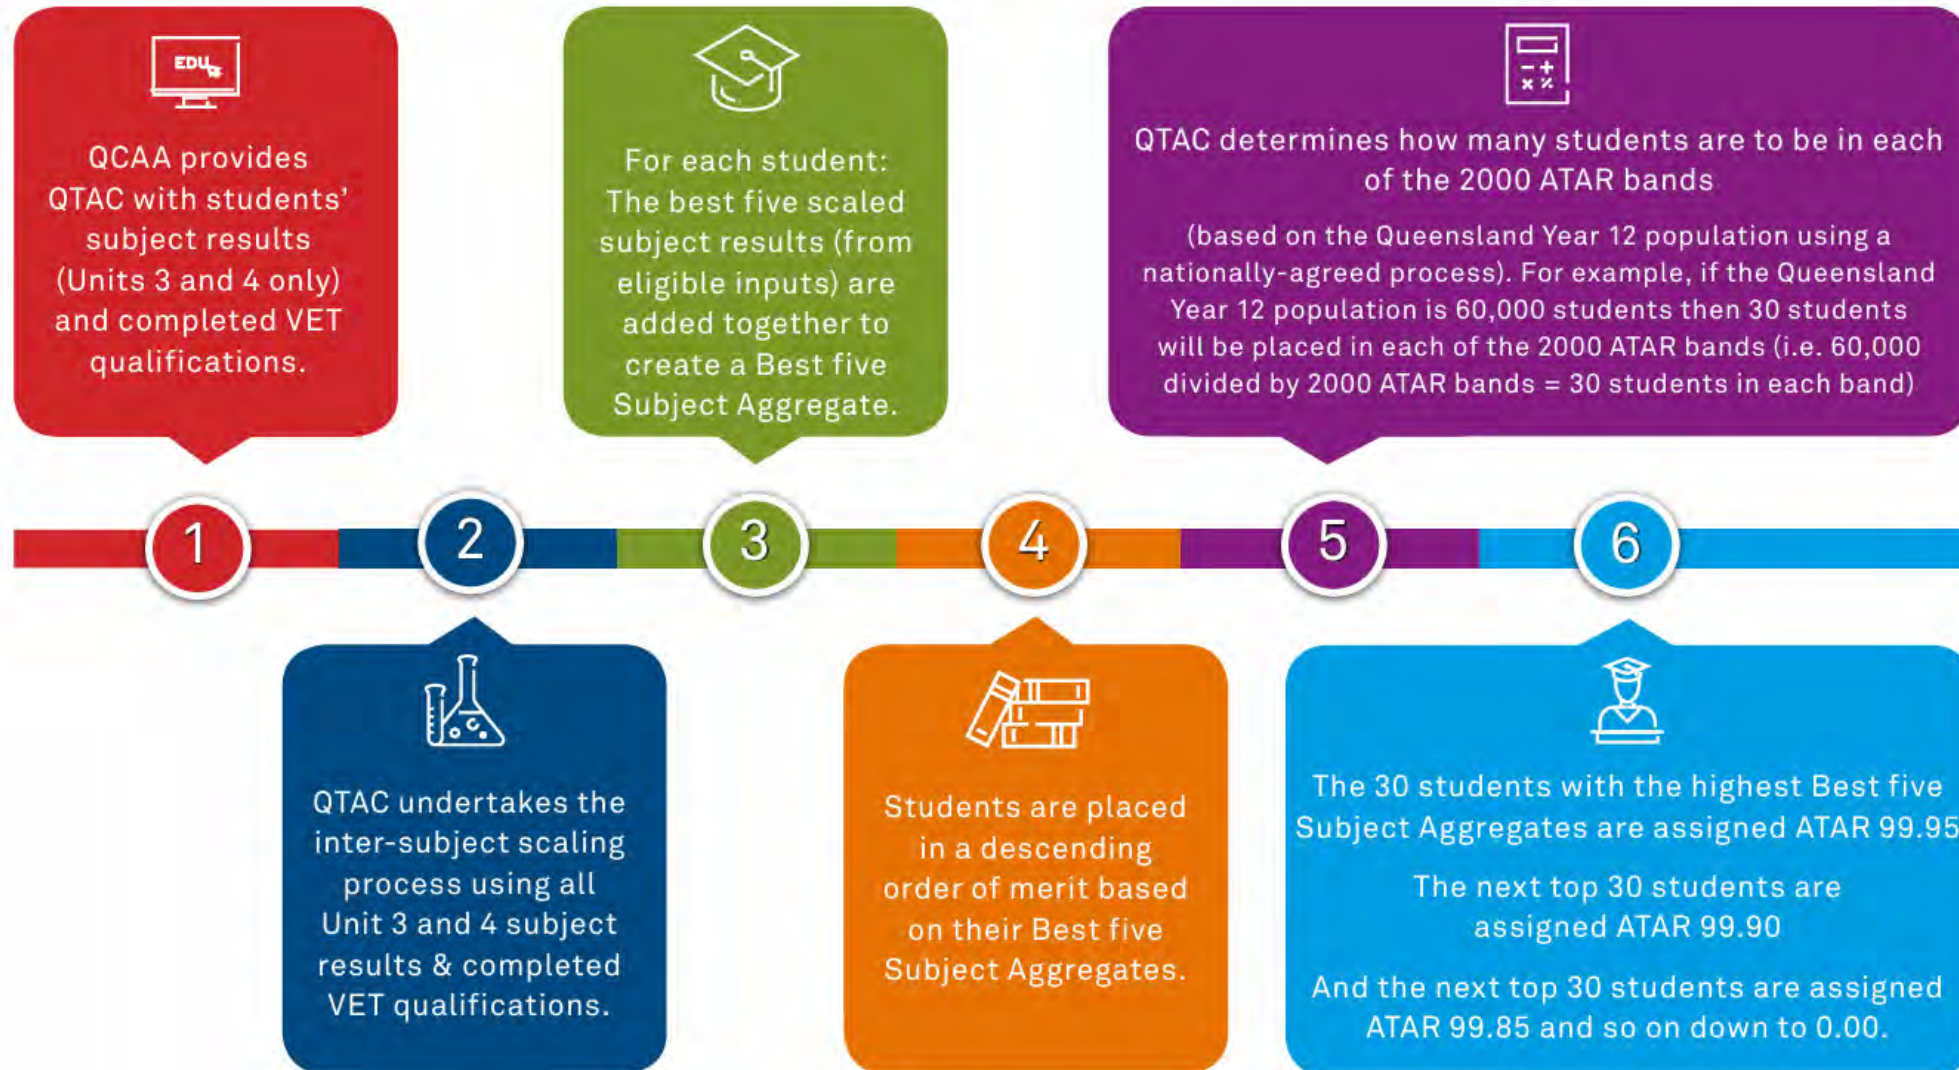 EDU
QCAA provides
QTAC with students'
subject results
(Units 3 and 4 only)
and completed VET
qualifications.
For each student:
The best five scaled
subject results (from
eligible inputs) are
added together to
create a Best five
Subject Aggregate.
QTAC determines how many students are to be in each
of the 2000 ATAR bands
(based on the Queensland Year 12 population using a
nationally-agreed process). For example, if the Queensland
Year 12 population is 60,000 students then 30 students
will be placed in each of the 2000 ATAR bands (i.e. 60,000
divided by 2000 ATAR bands = 30 students in each band)
1
2
3
4
5
6
QTAC undertakes the
inter-subject scaling
process using all
Unit 3 and 4 subject
results & completed
VET qualifications.
Students are placed
in a descending
order of merit based
on their Best five
Subject Aggregates.
The 30 students with the highest Best five
Subject Aggregates are assigned ATAR 99.95
The next top 30 students are
assigned ATAR 99.90
And the next top 30 students are assigned
ATAR 99.85 and so on down to 0.00.